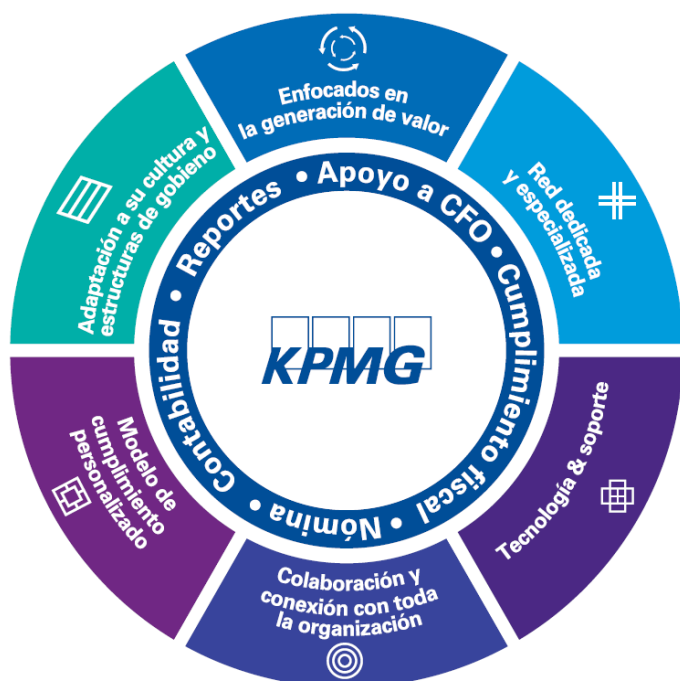 Enfocados en
la generación de valor
Red dedicada
y especializada
Tecnología & soporte
Colaboración y
conexión con toda
la organización
Modelo de
cumplimiento
personalizado
Adaptación a su cultura y
estructuras de gobieno
Reportes • Apoyo a CFO • Cumplimiento fiscal • Nómina • Contabilidad •
KPMG